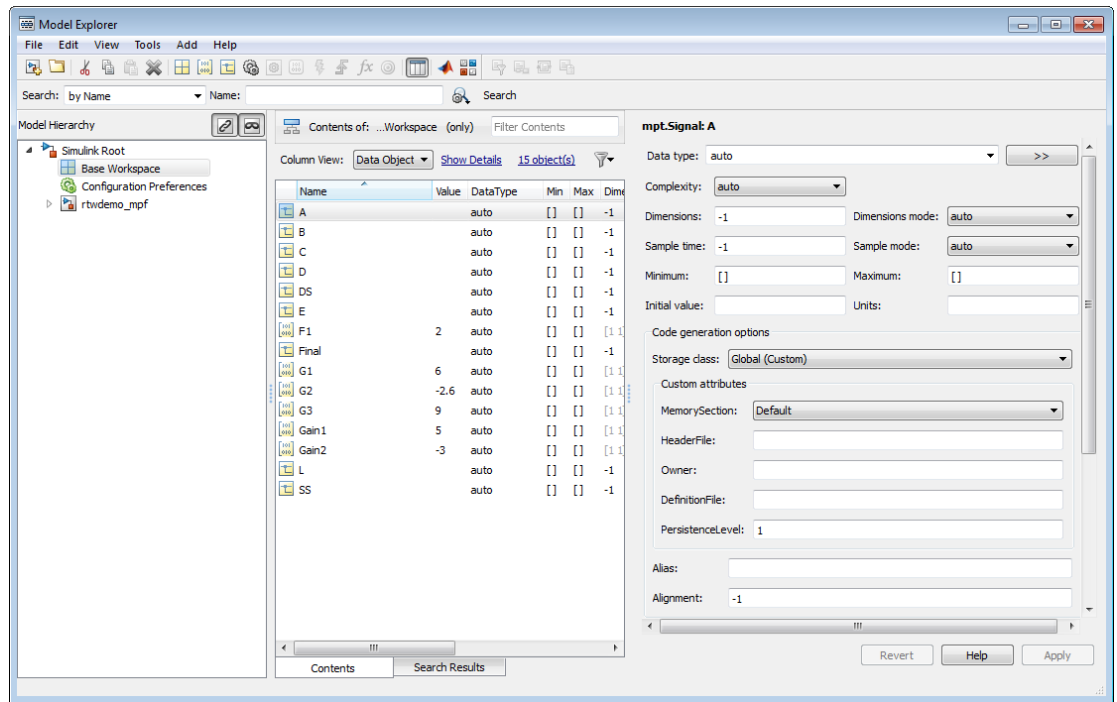 Model Explorer
File Edit View Tools Add Help
Search: by Name Name: Search
Model Hierarchy
Simulink Root
Base Workspace
Configuration Preferences
rtwdemo_mpf
Contents of: ...Workspace (only) Filter Contents
Column View: Data Object Show Details 15 object(s)
Name Value DataType Min Max Dime
A auto [] [] -1
B auto [] [] -1
C auto [] [] -1
D auto [] [] -1
DS auto [] [] -1
E auto [] [] -1
F1 2 auto [] [] [1 1]
Final auto [] [] -1
G1 6 auto [] [] [1 1]
G2 -2.6 auto [] [] [1 1]
G3 9 auto [] [] [1 1]
Gain1 5 auto [] [] [1 1]
Gain2 -3 auto [] [] [1 1]
L auto [] [] -1
SS auto [] [] -1
Contents Search Results
mpt.Signal: A
Data type: auto >>
Complexity: auto
Dimensions: -1 Dimensions mode: auto
Sample time: -1 Sample mode: auto
Minimum: [] Maximum: []
Initial value: Units:
Code generation options
Storage class: Global (Custom)
Custom attributes
MemorySection: Default
HeaderFile:
Owner:
DefinitionFile:
PersistenceLevel: 1
Alias:
Alignment: -1
Revert Help Apply